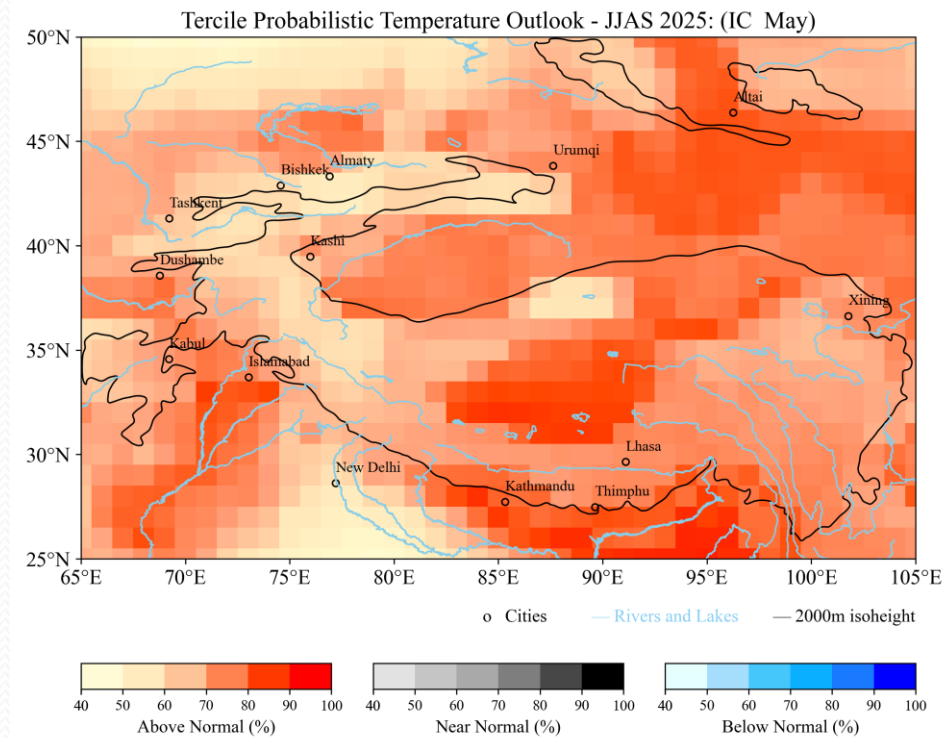 Tercile Probabilistic Temperature Outlook - JJAS 2025: (IC  May)
50°N
45°N
40°N
35°N
30°N
25°N
Altai
Urumqi
Almaty
Bishkek
Tashkent
Kashi
Dushambe
Xining
Kabul
Islamabad
Lhasa
New Delhi
Kathmandu
Thimphu
65°E 70°E 75°E 80°E 85°E 90°E 95°E 100°E 105°E
Cities Rivers and Lakes 2000m isoheight
40 50 60 70 80 90 100
Above Normal (%)
40 50 60 70 80 90 100
Near Normal (%)
40 50 60 70 80 90 100
Below Normal (%)